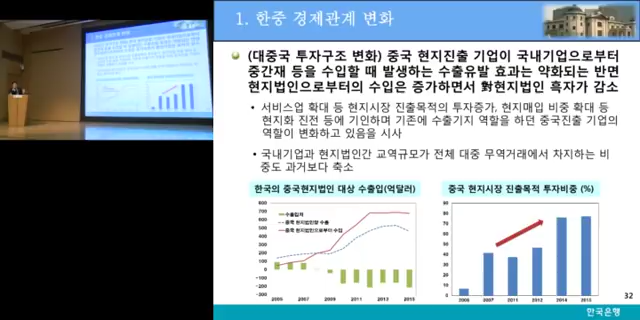 1. 한중 경제관계 변화
(대중국 투자구조 변화) 중국 현지진출 기업이 국내기업으로부터
중간재 등을 수입할 때 발생하는 수출유발 효과는 약화되는 반면
현지법인으로부터의 수입은 증가하면서 對현지법인 흑자가 감소
서비스업 확대 등 현지시장 진출목적의 투자증가, 현지매입 비중 확대 등
현지화 진전 등에 기인하며 기존에 수출기지 역할을 하던 중국진출 기업의
역할이 변화하고 있음을 시사
국내기업과 현지법인간 교역규모가 전체 대중 무역거래에서 차지하는 비
중도 과거보다 축소
한국의 중국현지법인 대상 수출입(억달러)
800
700
600
500
400
300
200
100
0
-100
-200
-300
수출입차
중국 현지법인향 수출
중국 현지법인으로부터 수입
2005
2007
2009
2011
2013
2015
중국 현지시장 진출목적 투자비중 (%)
90
80
70
60
50
40
30
20
10
0
2006
2007
2011
2012
2014
2015
32
한국은행